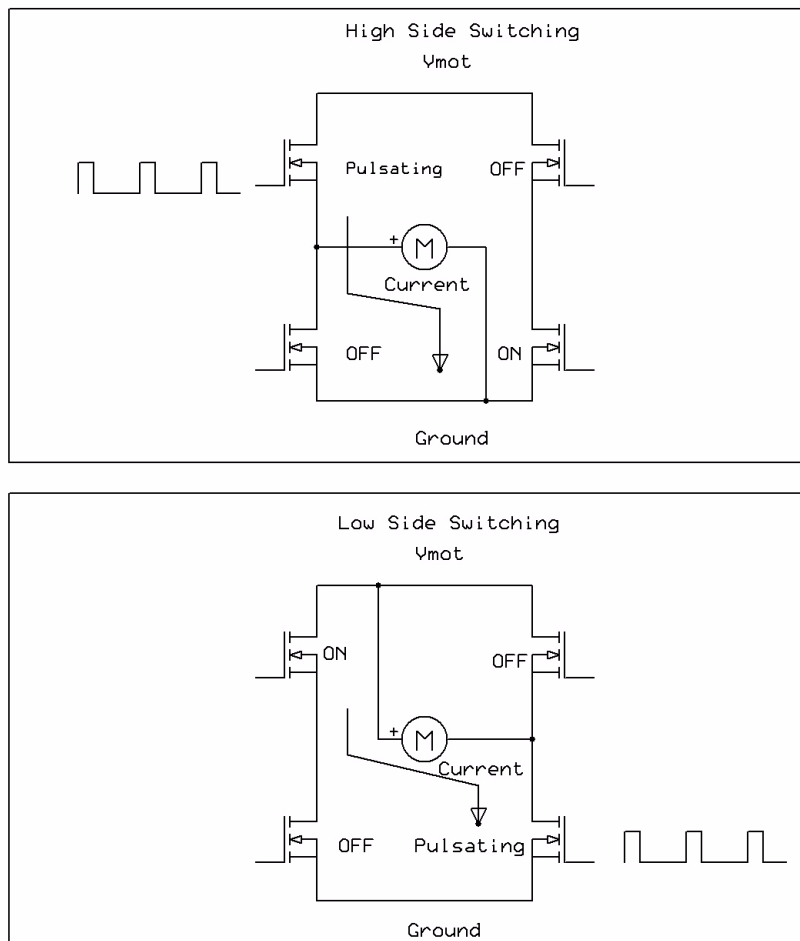 High Side Switching
Vmot
Pulsating
OFF
+
M
Current
OFF
ON
Ground
Low Side Switching
Vmot
ON
OFF
+
M
Current
OFF
Pulsating
Ground